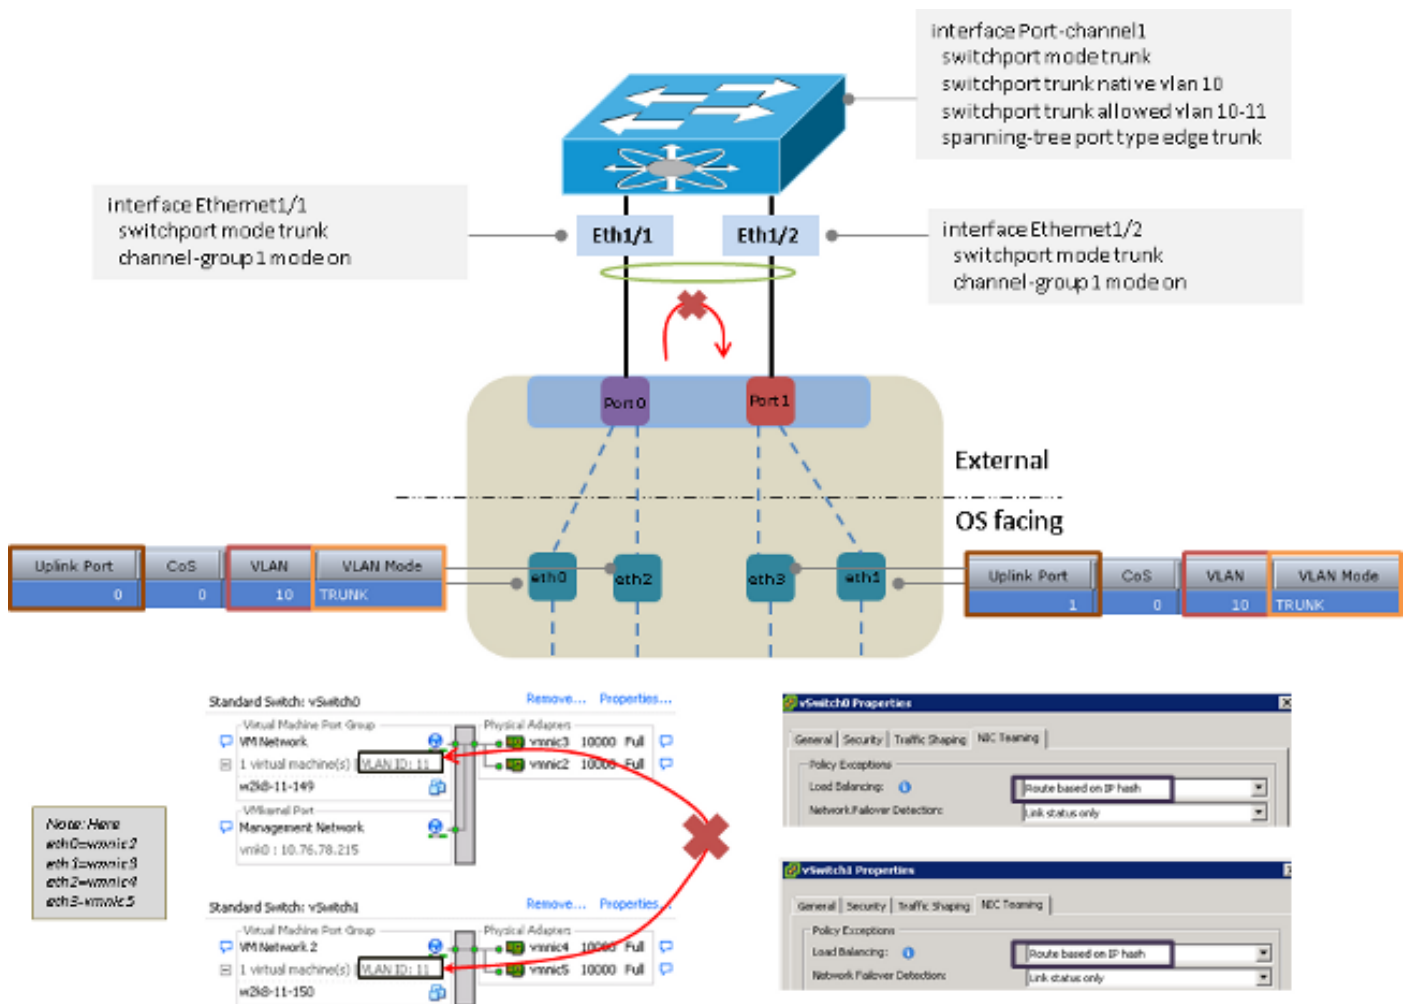 interface Port-channel1
switchport mode trunk
switchport trunk native vlan 10
switchport trunk allowed vlan 10-11
spanning-tree port type edge trunk
interface Ethernet1/1
switchport mode trunk
channel-group 1 mode on
Eth1/1
Eth1/2
interface Ethernet1/2
switchport mode trunk
channel-group 1 mode on
Port 0
Port 1
External
OS facing
Uplink Port CoS VLAN VLAN Mode
0 0 10 TRUNK
eth0
eth2
eth3
eth1
Uplink Port CoS VLAN VLAN Mode
1 0 10 TRUNK
Standard Switch: vSwitch0 Remove... Properties...
Virtual Machine Port Group
VM Network
1 virtual machine(s) | VLAN ID: 11
w2k8-11-149
VMkernel Port
Management Network
vmk0 : 10.76.78.215
Physical Adapters
vmnic3 10000 Full
vmnic2 10000 Full
Note: Here
eth0=vmnic2
eth1=vmnic3
eth2=vmnic4
eth3=vmnic5
Standard Switch: vSwitch1 Remove... Properties...
Virtual Machine Port Group
VM Network 2
1 virtual machine(s) | VLAN ID: 11
w2k8-11-150
Physical Adapters
vmnic4 10000 Full
vmnic5 10000 Full
vSwitch0 Properties
General Security Traffic Shaping NIC Teaming
Policy Exceptions
Load Balancing: Route based on IP hash
Network Failover Detection: Link status only
vSwitch1 Properties
General Security Traffic Shaping NIC Teaming
Policy Exceptions
Load Balancing: Route based on IP hash
Network Failover Detection: Link status only